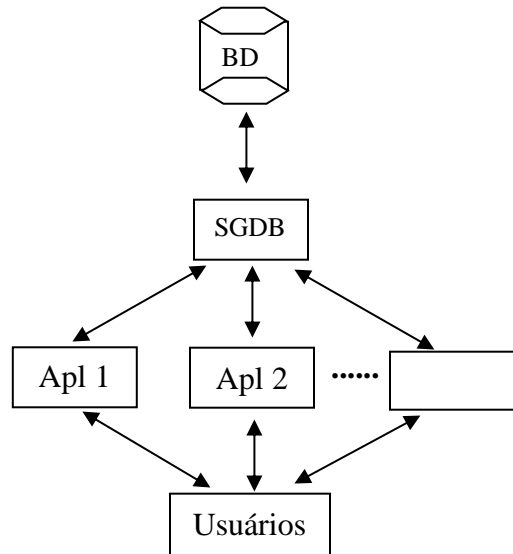 BD
SGDB
Apl 1
Apl 2
......
Usuários